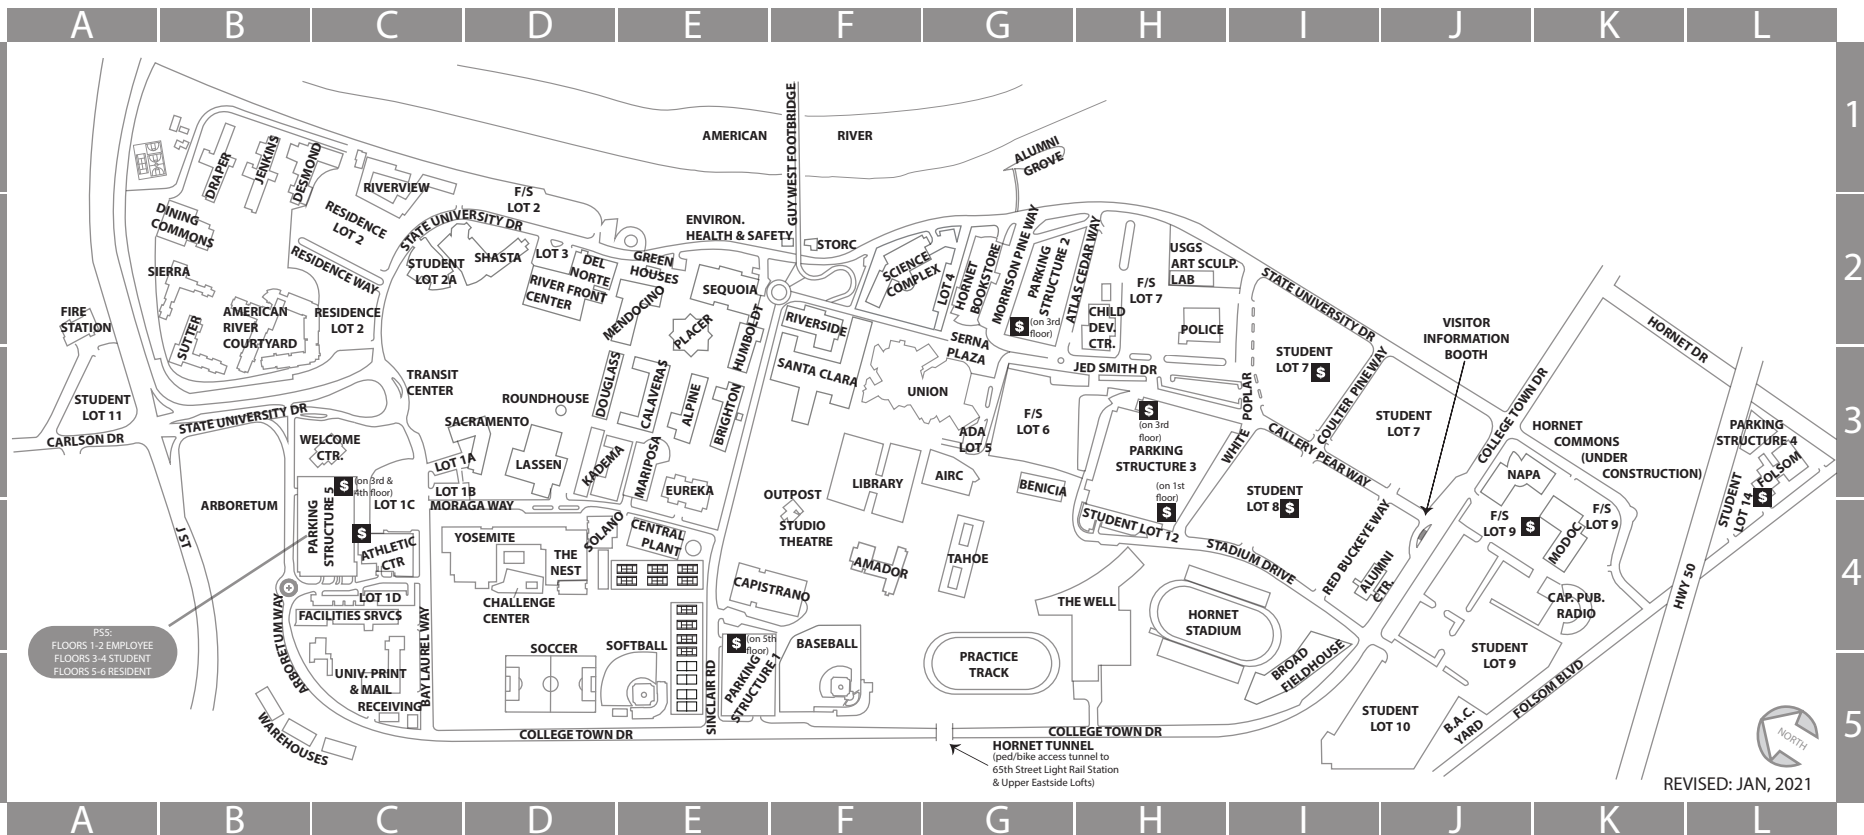 A B C D E F G H I J K L
1
2
3
4
5
AMERICAN RIVER
GUY WEST FOOTBRIDGE
ALUMNI
GROVE
DRAPER
JENKINS
DESMOND
RIVERVIEW
F/S
LOT 2
DINING
COMMONS
RESIDENCE
LOT 2
STATE UNIVERSITY DR
RESIDENCE WAY
STUDENT
LOT 2A
SHASTA
LOT 3
DEL
NORTE
RIVER FRONT
CENTER
GREEN
HOUSES
ENVIRON.
HEALTH & SAFETY
STORC
SCIENCE
COMPLEX
LOT 4
HORNET
BOOKSTORE
MORRISON PINE WAY
PARKING
STRUCTURE 2
$ (on 3rd
floor)
ATLAS CEDAR WAY
F/S
LOT 7
USGS
ART SCULP.
LAB
CHILD
DEV.
CTR.
POLICE
STATE UNIVERSITY DR
SIERRA
SUTTER
AMERICAN
RIVER
COURTYARD
RESIDENCE
LOT 2
FIRE
STATION
MENDOCINO
SEQUOIA
PLACER
HUMBOLDT
RIVERSIDE
SANTA CLARA
SERNA
PLAZA
UNION
JED SMITH DR
STUDENT
LOT 7
$
POPLAR
COULTER PINE WAY
VISITOR
INFORMATION
BOOTH
HORNET DR
STUDENT
LOT 11
CARLSON DR
STATE UNIVERSITY DR
TRANSIT
CENTER
ROUNDHOUSE
DOUGLASS
CALAVERAS
ALPINE
BRIGHTON
SACRAMENTO
LASSEN
KADEMA
MARIPOSA
EUREKA
WELCOME
CTR.
LOT 1A
LOT 1B
LOT 1C
$ (on 3rd &
4th floor)
MORAGA WAY
LIBRARY
OUTPOST
STUDIO
THEATRE
AIRC
ADA
LOT 5
F/S
LOT 6
BENICIA
$
(on 3rd
floor)
PARKING
STRUCTURE 3
(on 1st
floor)
$
WHITE
CALLERY PEAR WAY
STUDENT
LOT 7
COLLEGE TOWN DR
HORNET
COMMONS
(UNDER
CONSTRUCTION)
NAPA
PARKING
STRUCTURE 4
FOLSOM
STUDENT
LOT 14
$
ARBORETUM
J ST
PARKING
STRUCTURE 5
$
ATHLETIC
CTR
YOSEMITE
THE
NEST
SOLANO
CENTRAL
PLANT
CAPISTRANO
AMADOR
TAHOE
STUDENT LOT 12
STUDENT
LOT 8
$
STADIUM DRIVE
RED BUCKEYE WAY
ALUMNI
CTR.
F/S
LOT 9
$
MODOC
F/S
LOT 9
CAP. PUB.
RADIO
HWY 50
PS5:
FLOORS 1-2 EMPLOYEE
FLOORS 3-4 STUDENT
FLOORS 5-6 RESIDENT
ARBORETUM WAY
LOT 1D
FACILITIES SRVCS
BAY LAUREL WAY
CHALLENGE
CENTER
THE WELL
HORNET
STADIUM
SOCCER
SOFTBALL
$ (on 5th
floor)
PARKING
STRUCTURE 1
SINCLAIR RD
BASEBALL
PRACTICE
TRACK
BROAD
FIELDHOUSE
STUDENT
LOT 9
FOLSOM BLVD
UNIV. PRINT
& MAIL
RECEIVING
WAREHOUSES
COLLEGE TOWN DR
COLLEGE TOWN DR
HORNET TUNNEL
(ped/bike access tunnel to
65th Street Light Rail Station
& Upper Eastside Lofts)
STUDENT
LOT 10
B.A.C.
YARD
NORTH
REVISED: JAN, 2021
A B C D E F G H I J K L